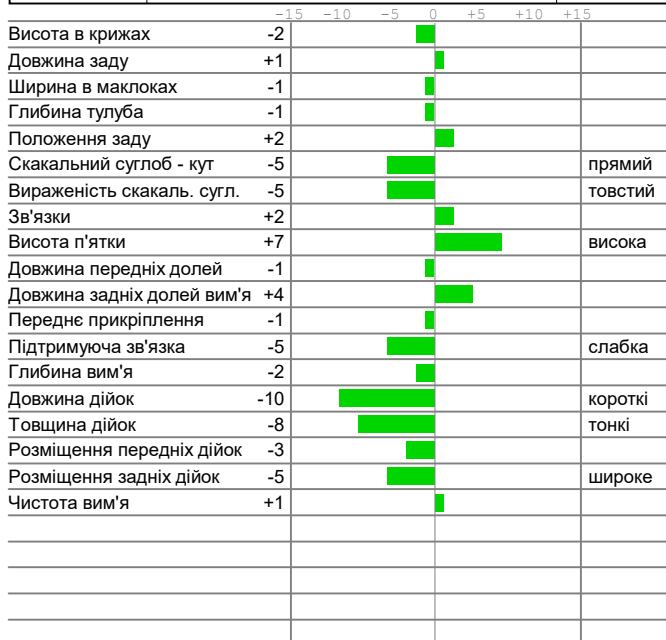 -15 -10 -5 0 +5 +10 +15
Висота в крижах -2
Довжина заду +1
Ширина в маклоках -1
Глибина тулуба -1
Положення заду +2
Скакальний суглоб - кут -5 прямий
Вираженість скакаль. сугл. -5 товстий
Зв'язки +2
Висота п'ятки +7 висока
Довжина передніх долей -1
Довжина задніх долей вим'я +4
Переднє прикріплення -1
Підтримуюча зв'язка -5 слабка
Глибина вим'я -2
Довжина дійок -10 короткі
Товщина дійок -8 тонкі
Розміщення передніх дійок -3
Розміщення задніх дійок -5 широке
Чистота вим'я +1